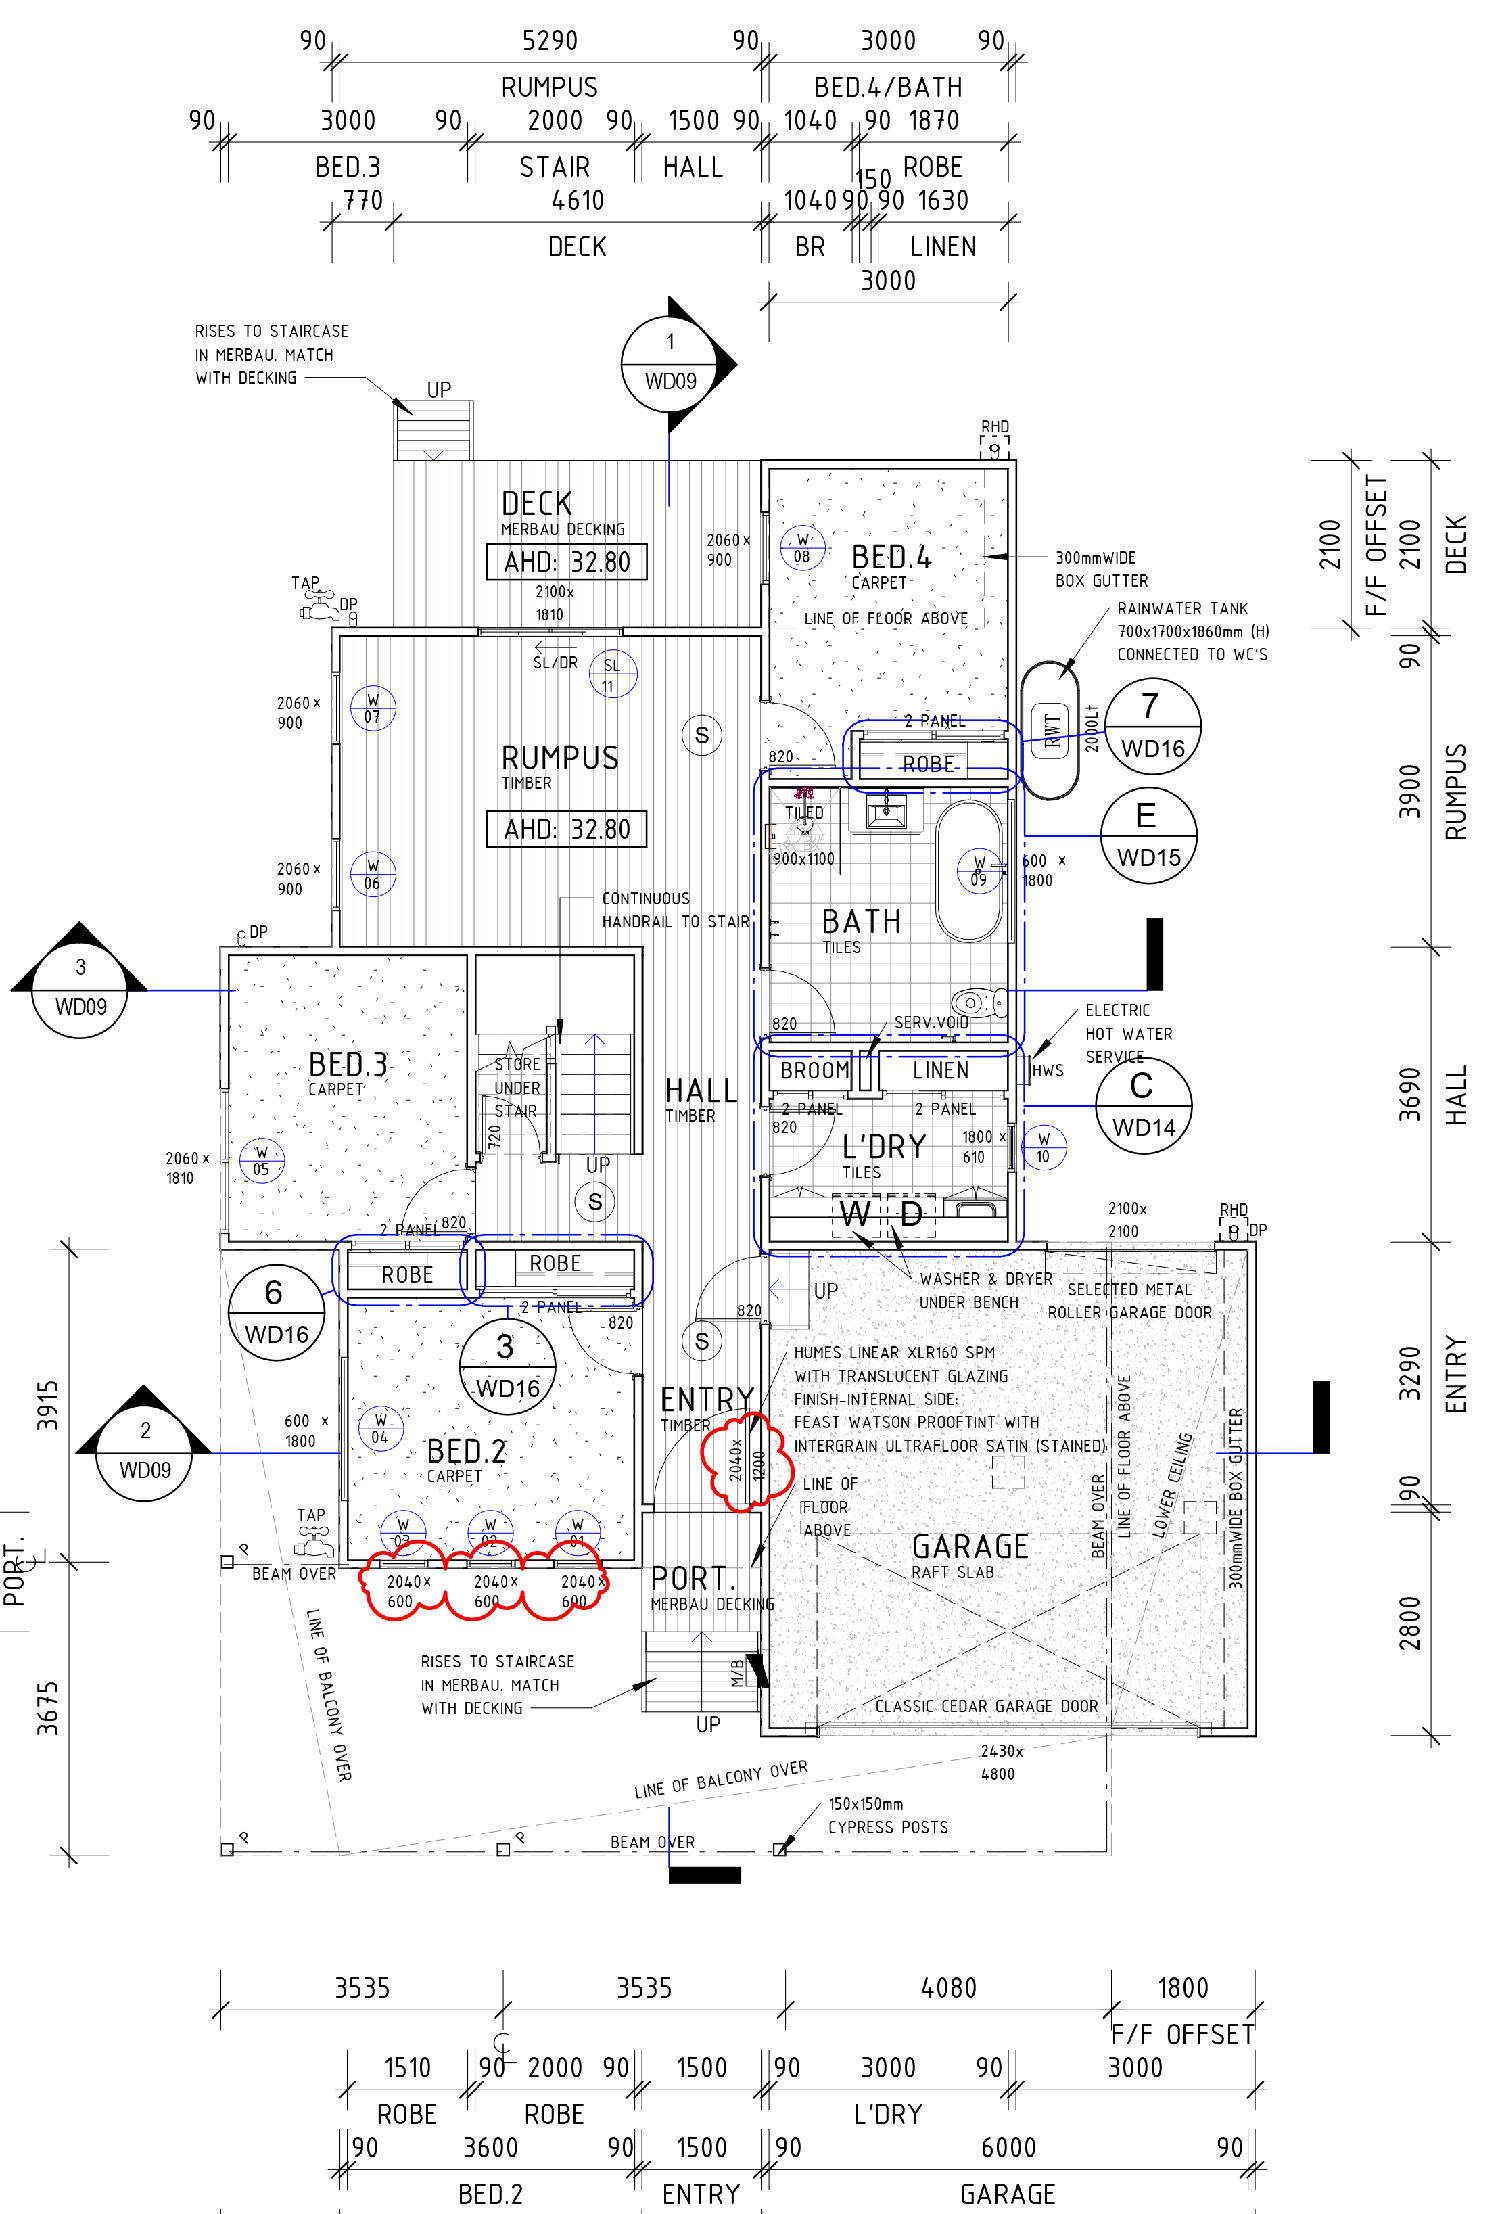 90 5290 90 3000 90
RUMPUS BED.4/BATH
90 3000 90 2000 90 1500 90 1040 90 1870
BED.3 STAIR HALL ROBE
150
770 4610 1040 90 90 1630
DECK BR LINEN
3000
RISES TO STAIRCASE
IN MERBAU. MATCH
WITH DECKING
UP
1
WD09
RHD
DECK
MERBAU DECKING
AHD: 32.80
2100x
1810
2060x
900
W
08
BED.4
CARPET
LINE OF FLOOR ABOVE
300mmWIDE
BOX GUTTER
RAINWATER TANK
700x1700x1860mm (H)
CONNECTED TO WC'S
2100
F/F OFFSET
2100
DECK
TAP
DP
SL/DR
SL
11
2060x
900
W
07
S
2 PANEL
820
ROBE
RWT
2000Lt
7
WD16
90
RUMPUS
TIMBER
AHD: 32.80
TILED
900x1100
E
WD15
3900
RUMPUS
2060x
900
W
06
W
09
600 x
1800
CONTINUOUS
HANDRAIL TO STAIR
BATH
TILES
DP
3
WD09
820
SERV.VOID
ELECTRIC
HOT WATER
SERVICE
HWS
BED.3
CARPET
STORE
UNDER
STAIR
720
HALL
TIMBER
BROOM
LINEN
2 PANEL
2 PANEL
820
C
WD14
3690
HALL
L'DRY
TILES
1800 x
610
W
10
2060x
1810
W
05
UP
S
W D
2100x
2100
RHD
DP
2 PANEL
820
ROBE
ROBE
2 PANEL
820
6
WD16
3
WD16
820
UP
WASHER & DRYER
UNDER BENCH
SELECTED METAL
ROLLER GARAGE DOOR
S
HUMES LINEAR XLR160 SPM
WITH TRANSLUCENT GLAZING
FINISH-INTERNAL SIDE:
FEAST WATSON PROOFTINT WITH
INTERGRAIN ULTRAFLOOR SATIN (STAINED)
3915
3290
ENTRY
ENTRY
TIMBER
2040x
1200
600 x
1800
W
04
2
WD09
BED.2
CARPET
LINE OF
FLOOR
ABOVE
BEAM OVER
LINE OF FLOOR ABOVE
LOWER CEILING
300mmWIDE BOX GUTTER
90
TAP
W
03
W
02
W
01
GARAGE
RAFT SLAB
PORT.
P
BEAM OVER
2040x
600
2040x
600
2040x
600
PORT.
MERBAU DECKING
2800
LINE OF BALCONY OVER
RISES TO STAIRCASE
IN MERBAU. MATCH
WITH DECKING
M/B
UP
3675
CLASSIC CEDAR GARAGE DOOR
2430x
4800
LINE OF BALCONY OVER
150x150mm
CYPRESS POSTS
P
P
BEAM OVER
3535 3535 4080 1800
F/F OFFSET
1510 90 2000 90 1500 90 3000 90 3000
ROBE ROBE L'DRY
90 3600 90 1500 90 6000 90
BED.2 ENTRY GARAGE